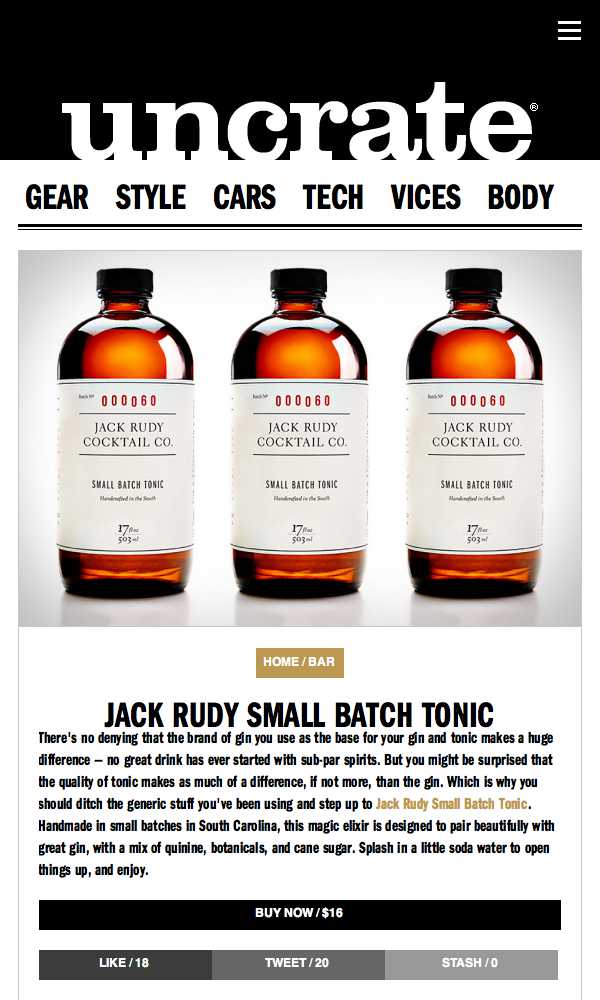 uncrate®
GEAR STYLE CARS TECH VICES BODY
Batch Nº 000060
JACK RUDY
COCKTAIL CO.
SMALL BATCH TONIC
Handcrafted in the South
17 fl oz
503 ml
Batch Nº 000060
JACK RUDY
COCKTAIL CO.
SMALL BATCH TONIC
Handcrafted in the South
17 fl oz
503 ml
Batch Nº 000060
JACK RUDY
COCKTAIL CO.
SMALL BATCH TONIC
Handcrafted in the South
17 fl oz
503 ml
HOME / BAR
JACK RUDY SMALL BATCH TONIC
There's no denying that the brand of gin you use as the base for your gin and tonic makes a huge
difference — no great drink has ever started with sub-par spirits. But you might be surprised that
the quality of tonic makes as much of a difference, if not more, than the gin. Which is why you
should ditch the generic stuff you've been using and step up to Jack Rudy Small Batch Tonic.
Handmade in small batches in South Carolina, this magic elixir is designed to pair beautifully with
great gin, with a mix of quinine, botanicals, and cane sugar. Splash in a little soda water to open
things up, and enjoy.
BUY NOW / $16
LIKE / 18 TWEET / 20 STASH / 0